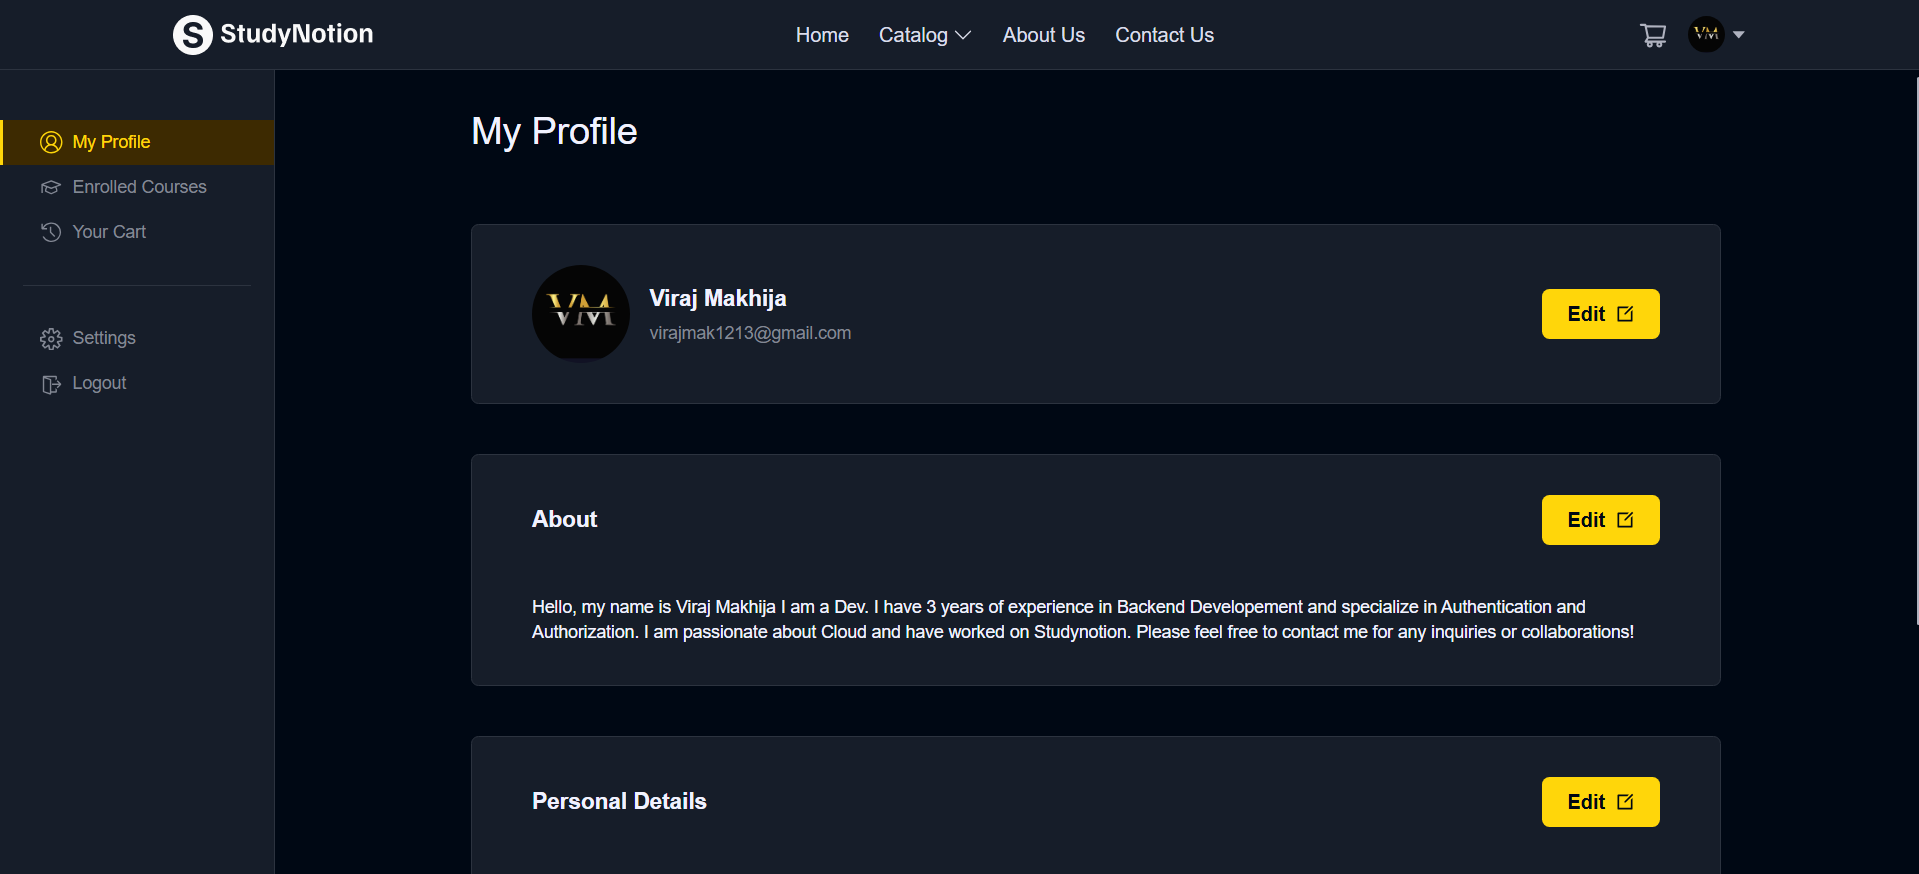 S StudyNotion
Home
Catalog
About Us
Contact Us
VM
My Profile
Enrolled Courses
Your Cart
Settings
Logout
My Profile
VM
Viraj Makhija
virajmak1213@gmail.com
Edit
About
Edit
Hello, my name is Viraj Makhija I am a Dev. I have 3 years of experience in Backend Developement and specialize in Authentication and
Authorization. I am passionate about Cloud and have worked on Studynotion. Please feel free to contact me for any inquiries or collaborations!
Personal Details
Edit